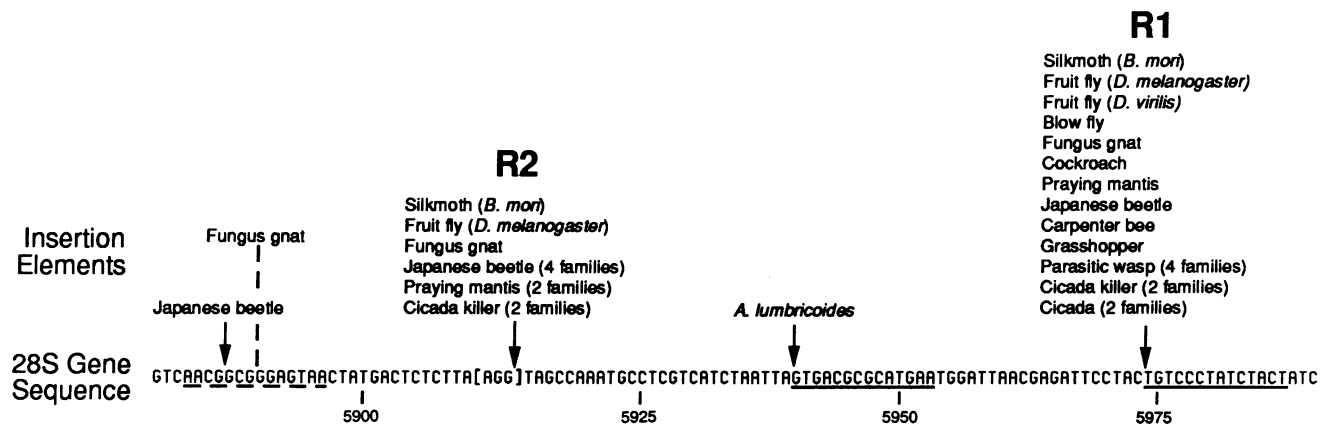 R1
Silkmoth (B. mori)
Fruit fly (D. melanogaster)
Fruit fly (D. virilis)
Blow fly
Fungus gnat
Cockroach
Praying mantis
Japanese beetle
Carpenter bee
Grasshopper
Parasitic wasp (4 families)
Cicada killer (2 families)
Cicada (2 families)
R2
Silkmoth (B. mori)
Fruit fly (D. melanogaster)
Fungus gnat
Japanese beetle (4 families)
Praying mantis (2 families)
Cicada killer (2 families)
Insertion
Elements
Fungus gnat
Japanese beetle
A. lumbricoides
28S Gene
Sequence
GTCAACGGCGGGAGTAACTATGACTCTCTTA[AGG]TAGCCAAATGCCTCGTCATCTAATTAGTGACGCGCATGAATGGATTAACGAGATTCCTACTGTCCCTATCTACTATC
5900 5925 5950 5975